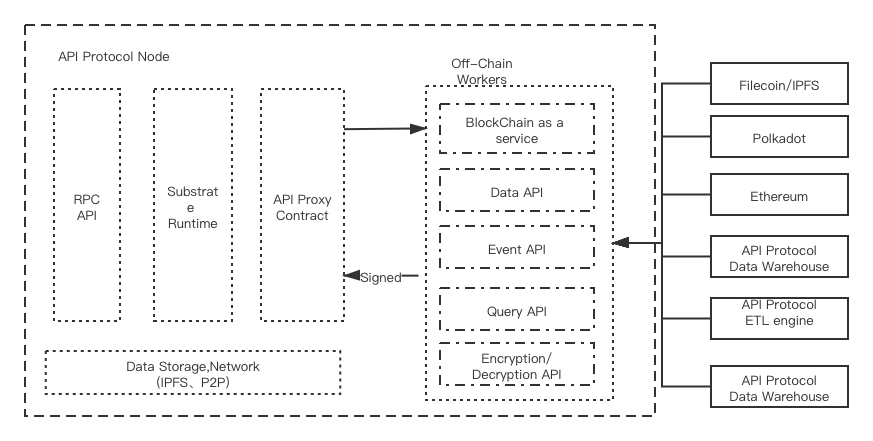 API Protocol Node
RPC
API
Substrat
e
Runtime
API Proxy
Contract
Signed
Data Storage,Network
(IPFS、P2P)
Off-Chain
Workers
BlockChain as a
service
Data API
Event API
Query API
Encryption/
Decryption API
Filecoin/IPFS
Polkadot
Ethereum
API Protocol
Data Warehouse
API Protocol
ETL engine
API Protocol
Data Warehouse